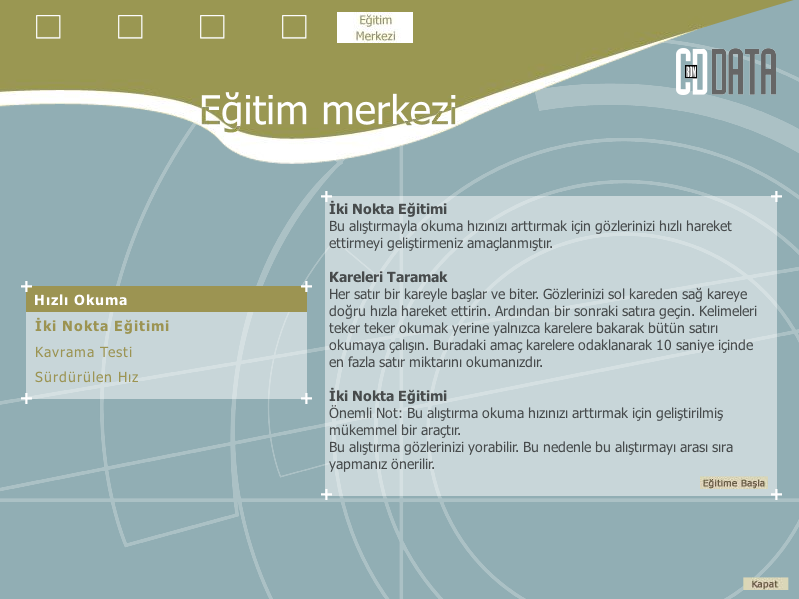 Eğitim
Merkezi
CD DATA
Eğitim merkezi
Hızlı Okuma
İki Nokta Eğitimi
Kavrama Testi
Sürdürülen Hız
İki Nokta Eğitimi
Bu alıştırmayla okuma hızınızı arttırmak için gözlerinizi hızlı hareket
ettirmeyi geliştirmeniz amaçlanmıştır.
Kareleri Taramak
Her satır bir kareyle başlar ve biter. Gözlerinizi sol kareden sağ kareye
doğru hızla hareket ettirin. Ardından bir sonraki satıra geçin. Kelimeleri
teker teker okumak yerine yalnızca karelere bakarak bütün satırı
okumaya çalışın. Buradaki amaç karelere odaklanarak 10 saniye içinde
en fazla satır miktarını okumanızdır.
İki Nokta Eğitimi
Önemli Not: Bu alıştırma okuma hızınızı arttırmak için geliştirilmiş
mükemmel bir araçtır.
Bu alıştırma gözlerinizi yorabilir. Bu nedenle bu alıştırmayı arası sıra
yapmanız önerilir.
Eğitime Başla
Kapat